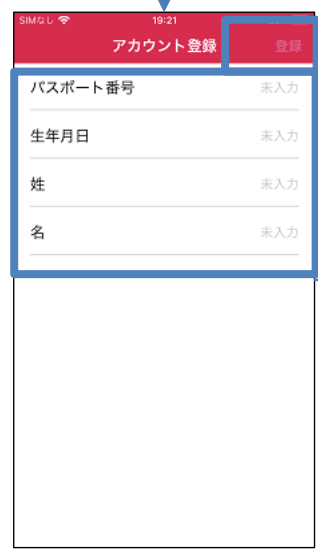 SIMなし 19:21
アカウント登録 登録
パスポート番号 未入力
生年月日 未入力
姓 未入力
名 未入力